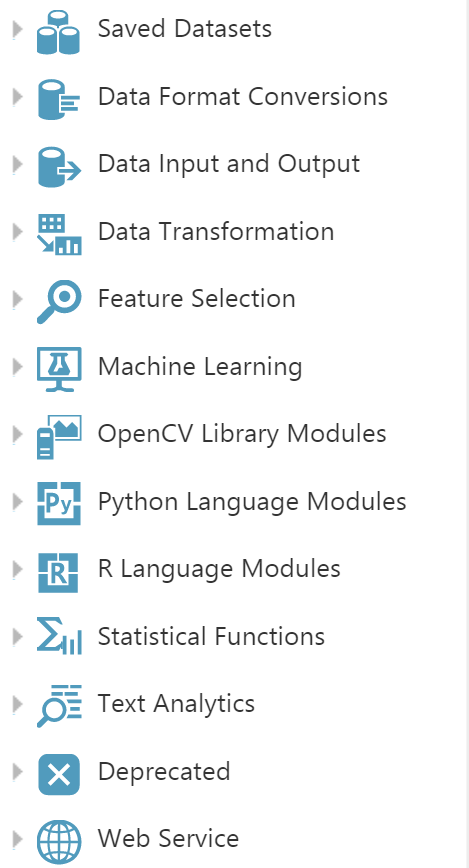 Saved Datasets
Data Format Conversions
Data Input and Output
Data Transformation
Feature Selection
Machine Learning
OpenCV Library Modules
Py Python Language Modules
R R Language Modules
Σ Statistical Functions
Text Analytics
Deprecated
Web Service